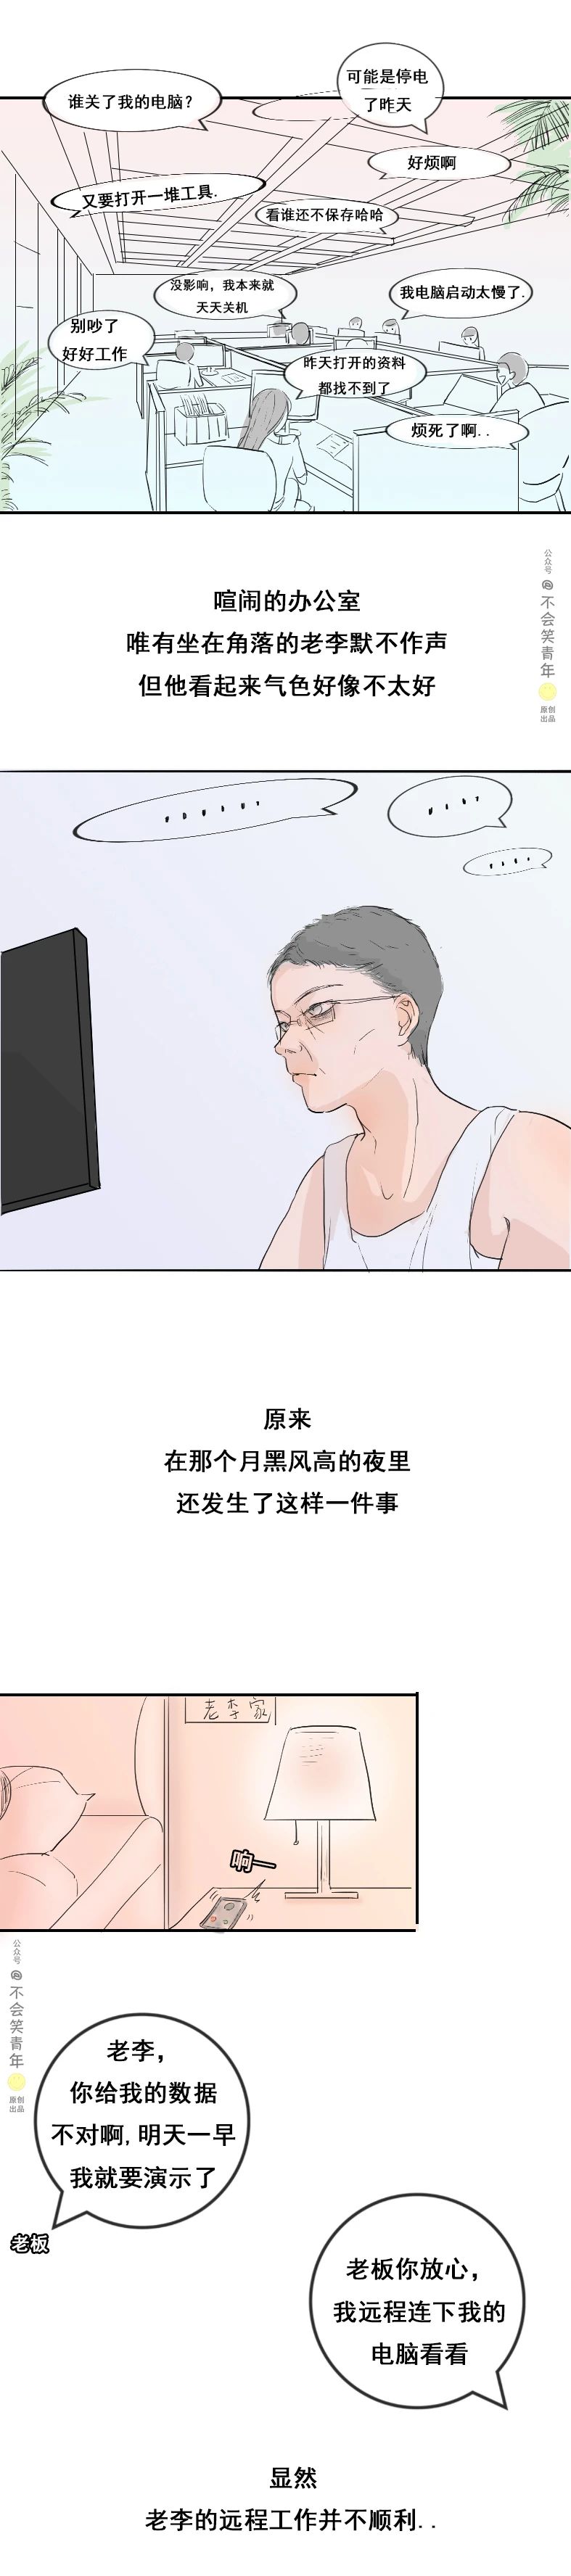 谁关了我的电脑？
可能是停电
了昨天
好烦啊
又要打开一堆工具.
看谁还不保存哈哈
没影响，我本来就
天天关机
我电脑启动太慢了.
别吵了
好好工作
昨天打开的资料
都找不到了
烦死了啊..
公众号
@不会笑青年
原创
出品
喧闹的办公室
唯有坐在角落的老李默不作声
但他看起来气色好像不太好
原来
在那个月黑风高的夜里
还发生了这样一件事
老李家
响一
公众号
@不会笑青年
原创
出品
老李，
你给我的数据
不对啊,明天一早
我就要演示了
老板
老板你放心，
我远程连下我的
电脑看看
显然
老李的远程工作并不顺利..